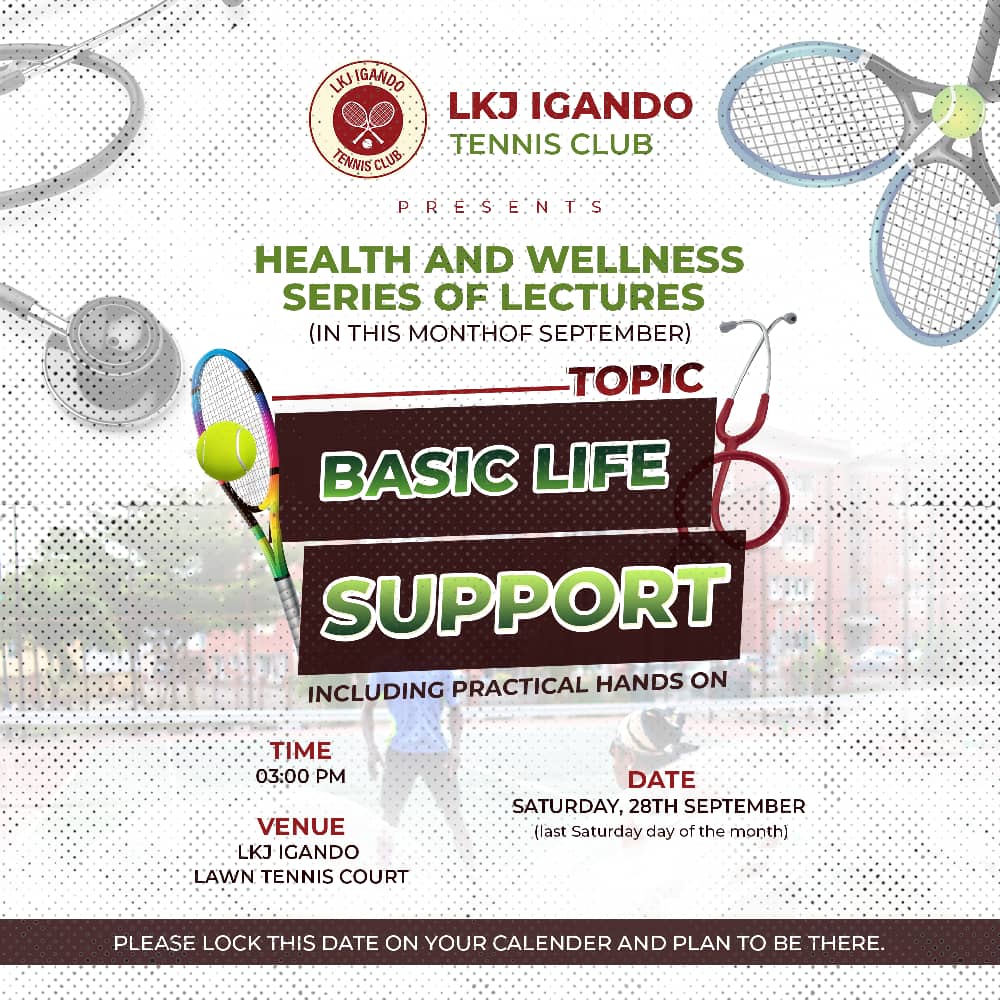 LKJ IGANDO
TENNIS CLUB
LKJ IGANDO
TENNIS CLUB
PRESENTS
HEALTH AND WELLNESS
SERIES OF LECTURES
(IN THIS MONTHOF SEPTEMBER)
TOPIC
BASIC LIFE
SUPPORT
INCLUDING PRACTICAL HANDS ON
TIME
03:00 PM
VENUE
LKJ IGANDO
LAWN TENNIS COURT
DATE
SATURDAY, 28TH SEPTEMBER
(last Saturday day of the month)
PLEASE LOCK THIS DATE ON YOUR CALENDER AND PLAN TO BE THERE.